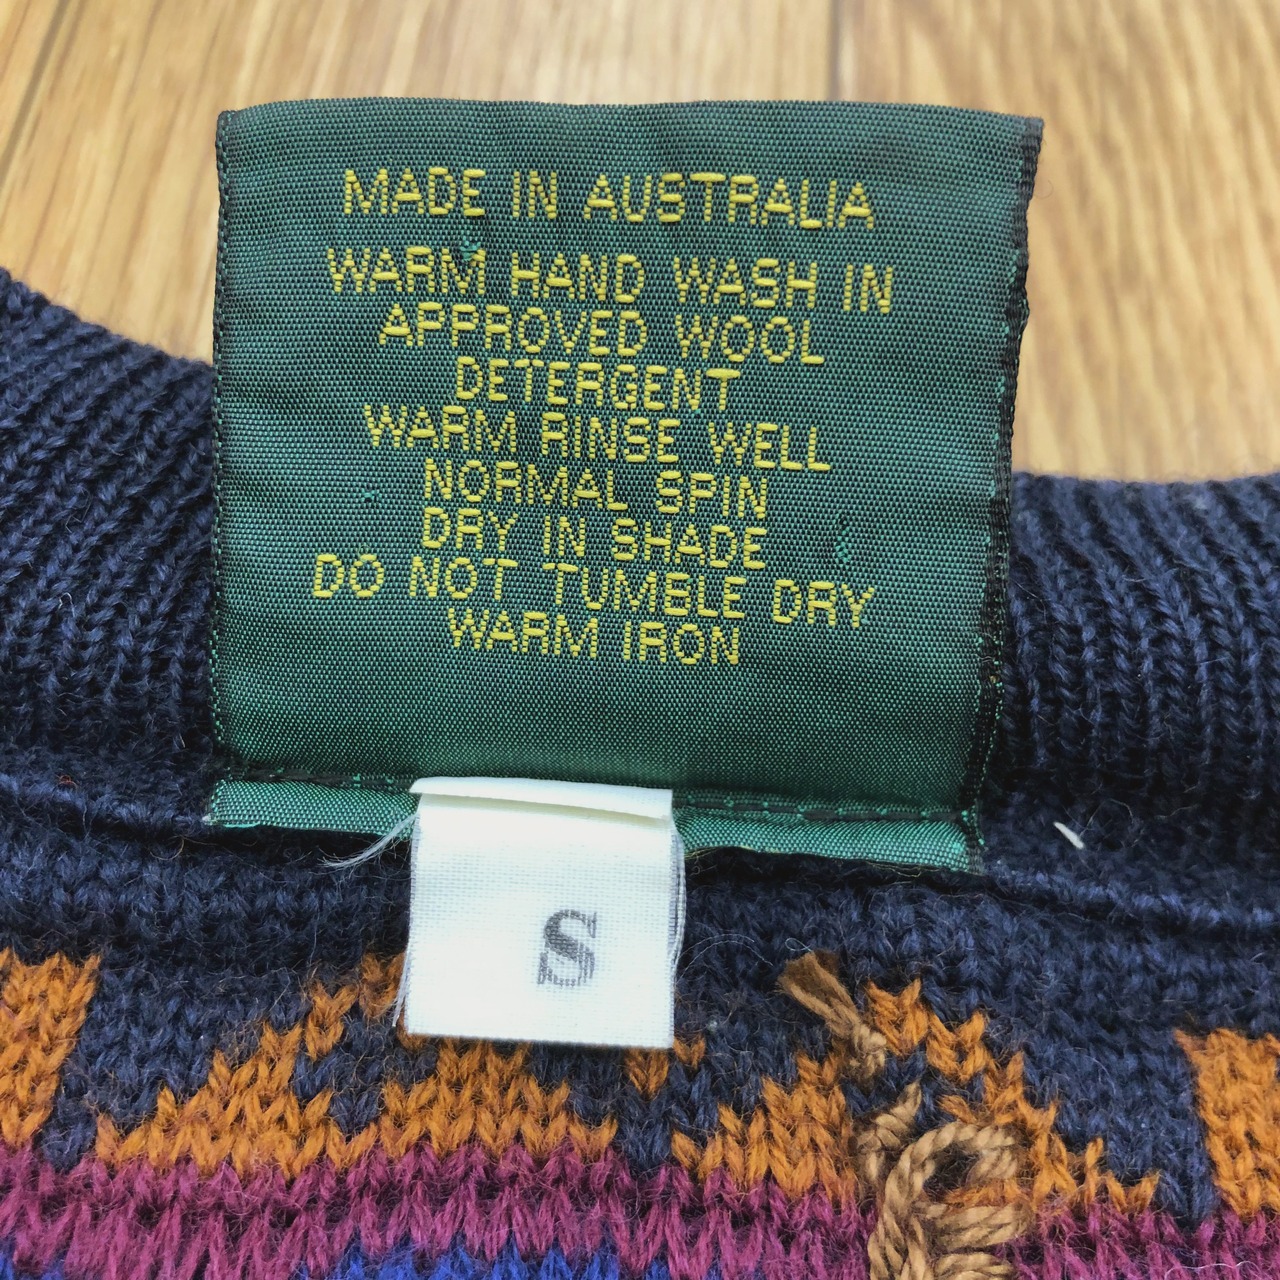 MADE IN AUSTRALIA
WARM HAND WASH IN
APPROVED WOOL
DETERGENT
WARM RINSE WELL
NORMAL SPIN
DRY IN SHADE
DO NOT TUMBLE DRY
WARM IRON
S